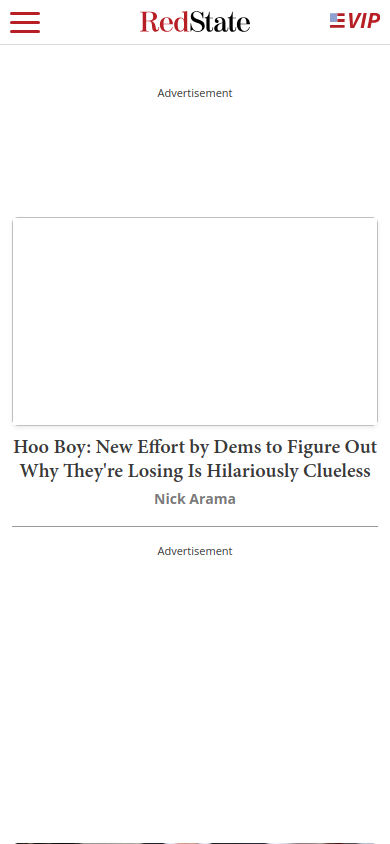 RedState
VIP
Advertisement
Hoo Boy: New Effort by Dems to Figure Out
Why They're Losing Is Hilariously Clueless
Nick Arama
Advertisement